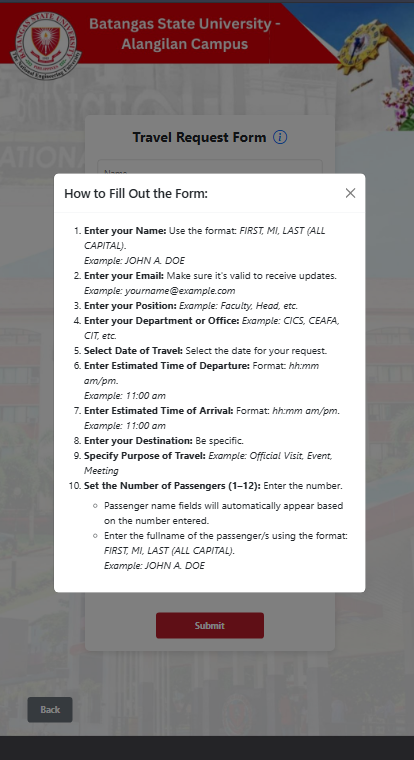 Batangas State University -
Alangilan Campus
BATANGAS STATE UNIVERSITY
The National Engineering University
Travel Request Form
Name
How to Fill Out the Form:
1. Enter your Name: Use the format: FIRST, MI, LAST (ALL
CAPITAL).
Example: JOHN A. DOE
2. Enter your Email: Make sure it's valid to receive updates.
Example: yourname@example.com
3. Enter your Position: Example: Faculty, Head, etc.
4. Enter your Department or Office: Example: CICS, CEAFA,
CIT, etc.
5. Select Date of Travel: Select the date for your request.
6. Enter Estimated Time of Departure: Format: hh:mm
am/pm.
Example: 11:00 am
7. Enter Estimated Time of Arrival: Format: hh:mm am/pm.
Example: 11:00 am
8. Enter your Destination: Be specific.
9. Specify Purpose of Travel: Example: Official Visit, Event,
Meeting
10. Set the Number of Passengers (1–12): Enter the number.
Passenger name fields will automatically appear based
on the number entered.
Enter the fullname of the passenger/s using the format:
FIRST, MI, LAST (ALL CAPITAL).
Example: JOHN A. DOE
Submit
Back